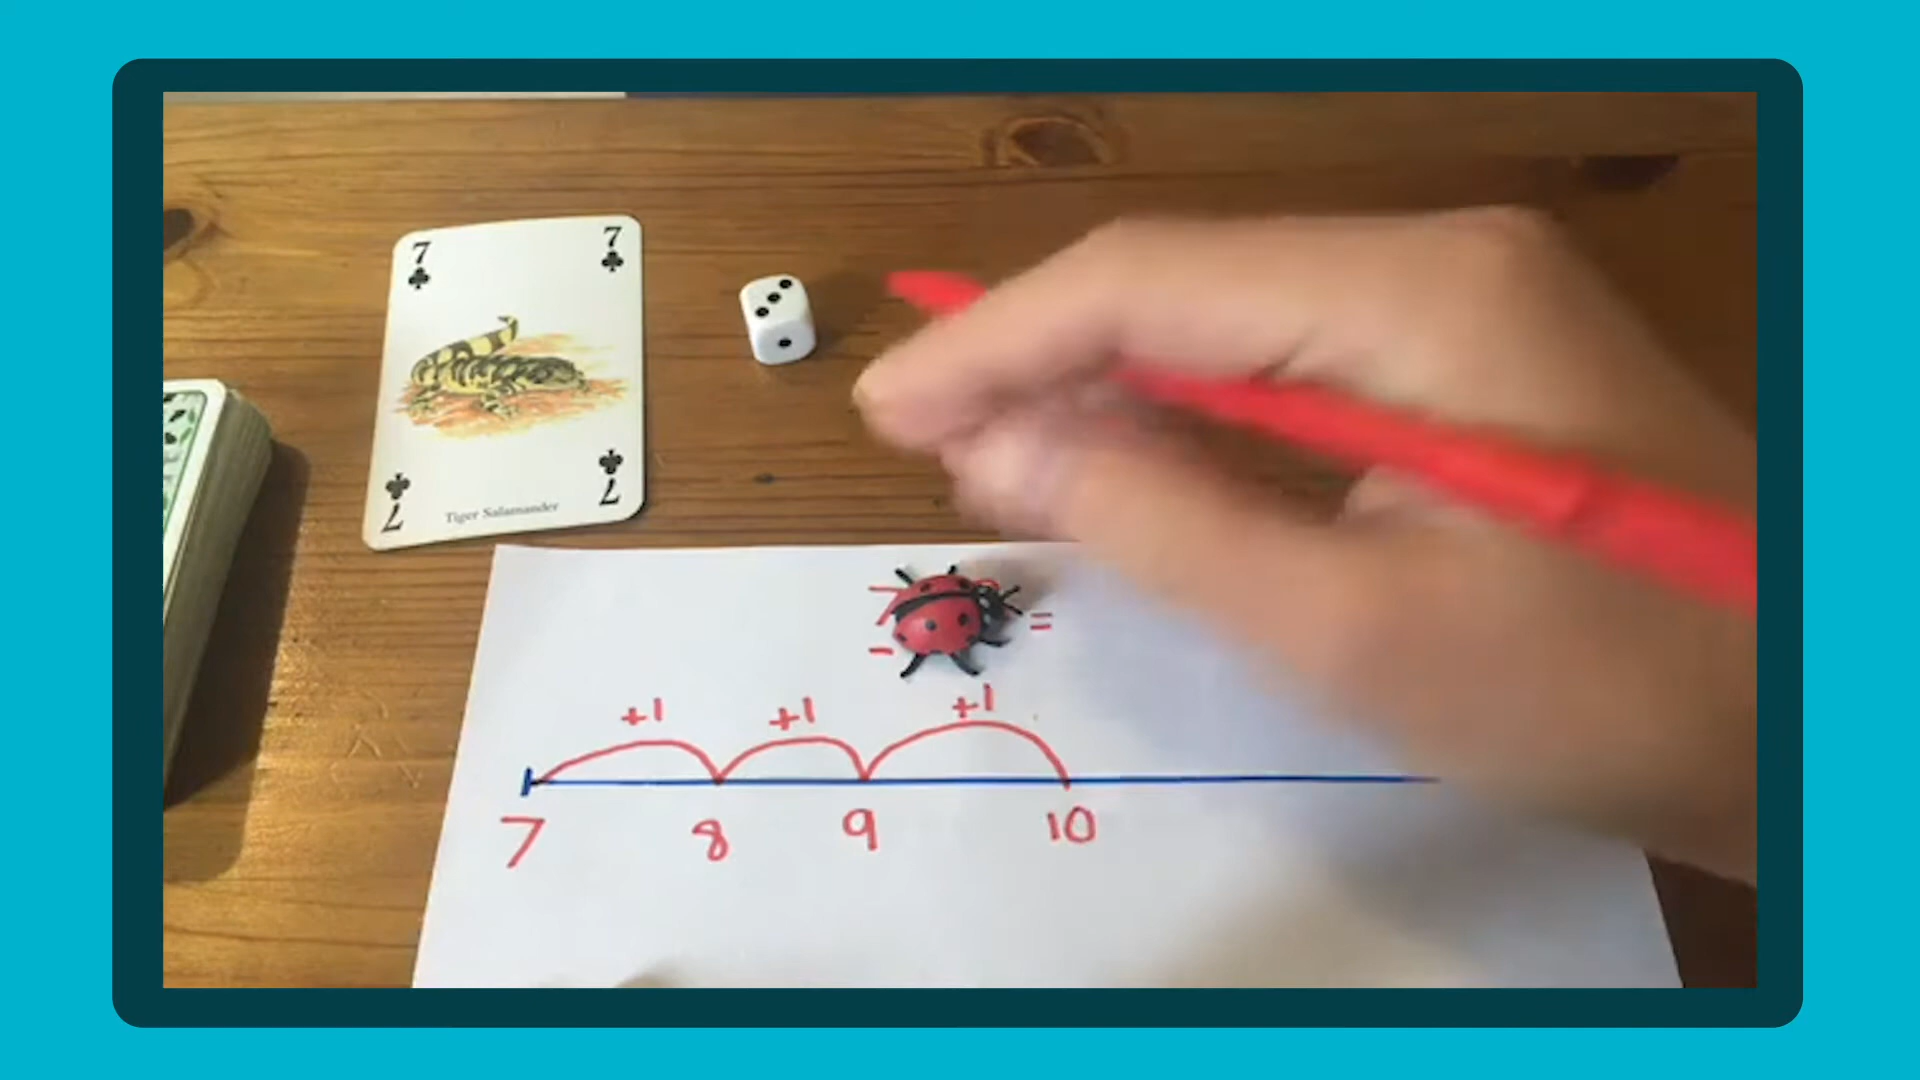 7 7
7 7
Tiger Salamander
=
+1 +1 +1
7 8 9 10